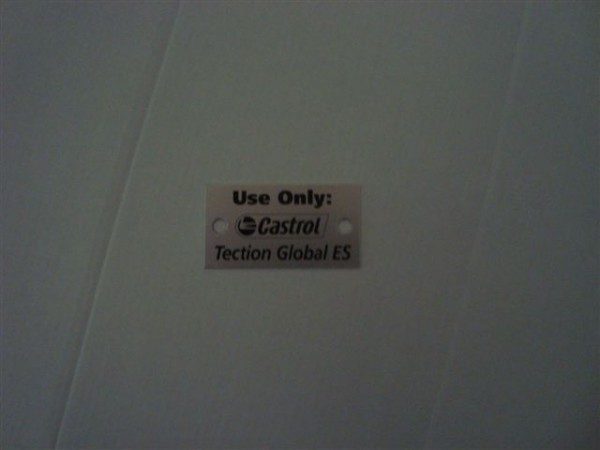 Use Only:
Castrol
Tection Global ES